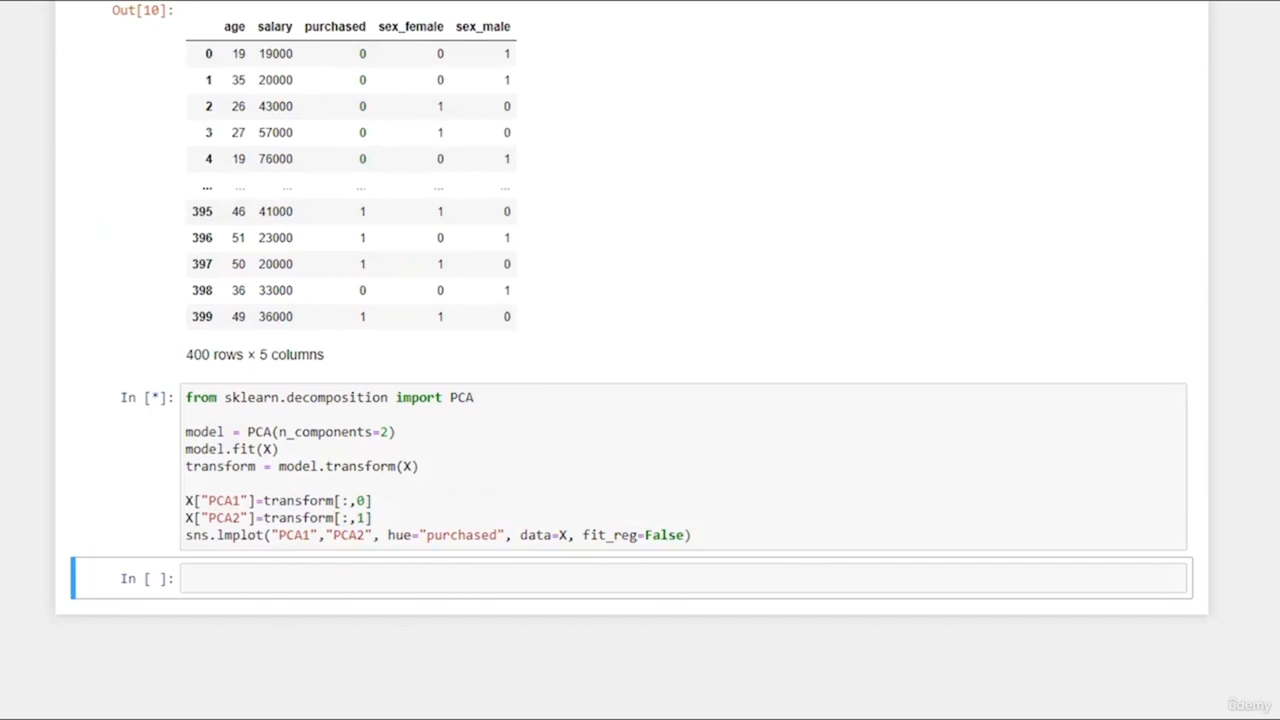 Out[10]:
age salary purchased sex_female sex_male
0 19 19000 0 0 1
1 35 20000 0 0 1
2 26 43000 0 1 0
3 27 57000 0 1 0
4 19 76000 0 0 1
... ... ... ... ... ...
395 46 41000 1 1 0
396 51 23000 1 0 1
397 50 20000 1 1 0
398 36 33000 0 0 1
399 49 36000 1 1 0
400 rows × 5 columns
In [*]: from sklearn.decomposition import PCA
model = PCA(n_components=2)
model.fit(X)
transform = model.transform(X)
X["PCA1"]=transform[:,0]
X["PCA2"]=transform[:,1]
sns.lmplot("PCA1","PCA2", hue="purchased", data=X, fit_reg=False)
In [ ]:
ûdemy